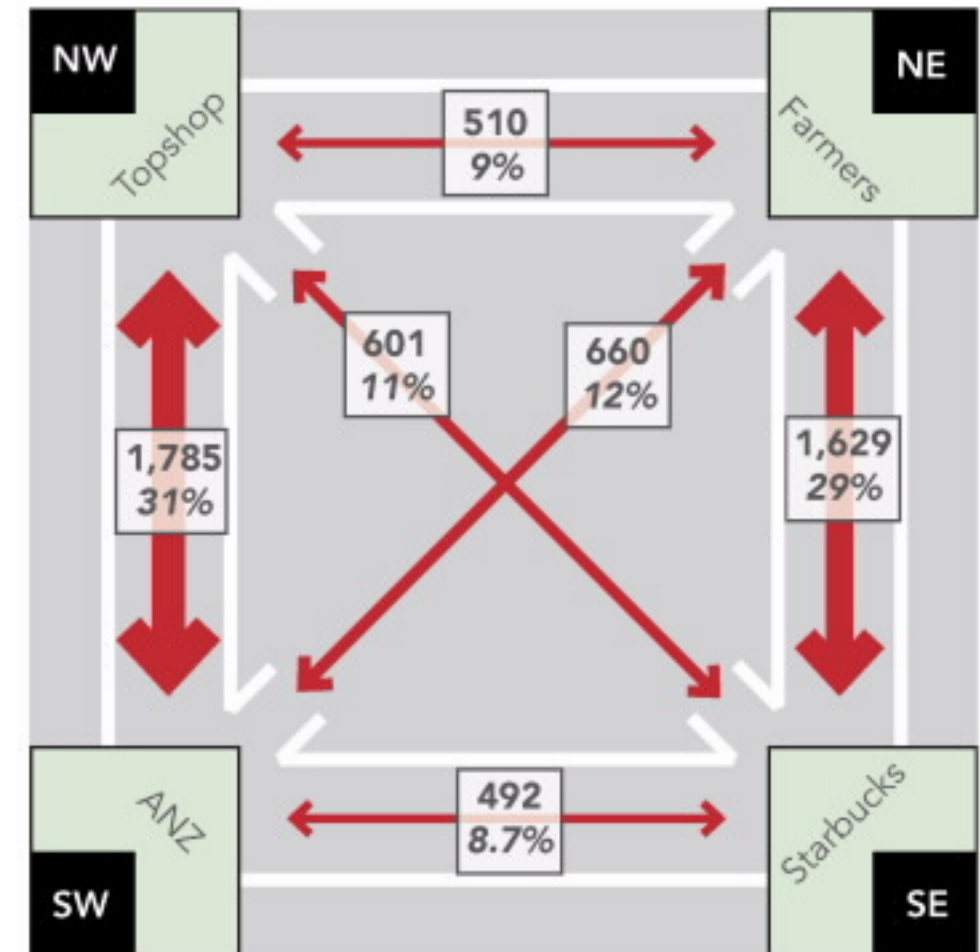 NW
NE
Topshop
Farmers
510
9%
601
11%
660
12%
1,785
31%
1,629
29%
ANZ
Starbucks
492
8.7%
SW
SE